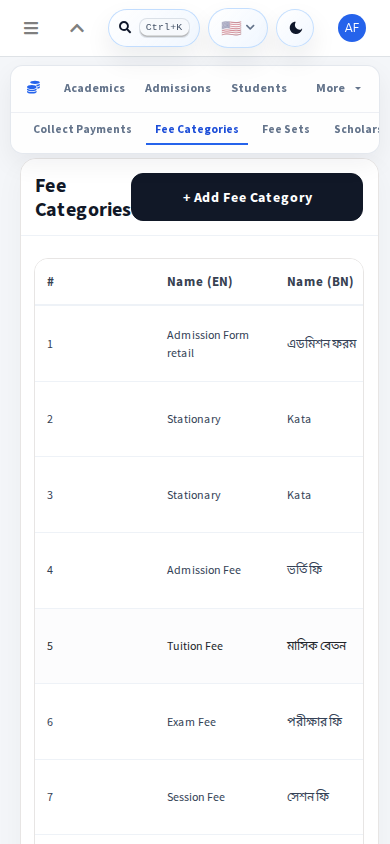 Ctrl+K
AF
Academics Admissions Students More
Collect Payments Fee Categories Fee Sets
Fee
Categories
+ Add Fee Category
# Name (EN) Name (BN)
1 Admission Form retail এডমিশন ফরম
2 Stationary Kata
3 Stationary Kata
4 Admission Fee ভর্তি ফি
5 Tuition Fee মাসিক বেতন
6 Exam Fee পরীক্ষার ফি
7 Session Fee সেশন ফি